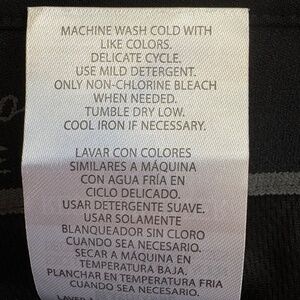 MACHINE WASH COLD WITH
LIKE COLORS.
DELICATE CYCLE.
USE MILD DETERGENT.
ONLY NON-CHLORINE BLEACH
WHEN NEEDED.
TUMBLE DRY LOW.
COOL IRON IF NECESSARY.
LAVAR CON COLORES
SIMILARES A MÁQUINA
CON AGUA FRÍA EN
CICLO DELICADO.
USAR DETERGENTE SUAVE.
USAR SOLAMENTE
BLANQUEADOR SIN CLORO
CUANDO SEA NECESARIO.
SECAR A MÁQUINA EN
TEMPERATURA BAJA.
PLANCHAR EN TEMPERATURA FRIA
CUANDO SEA NECESARIO.